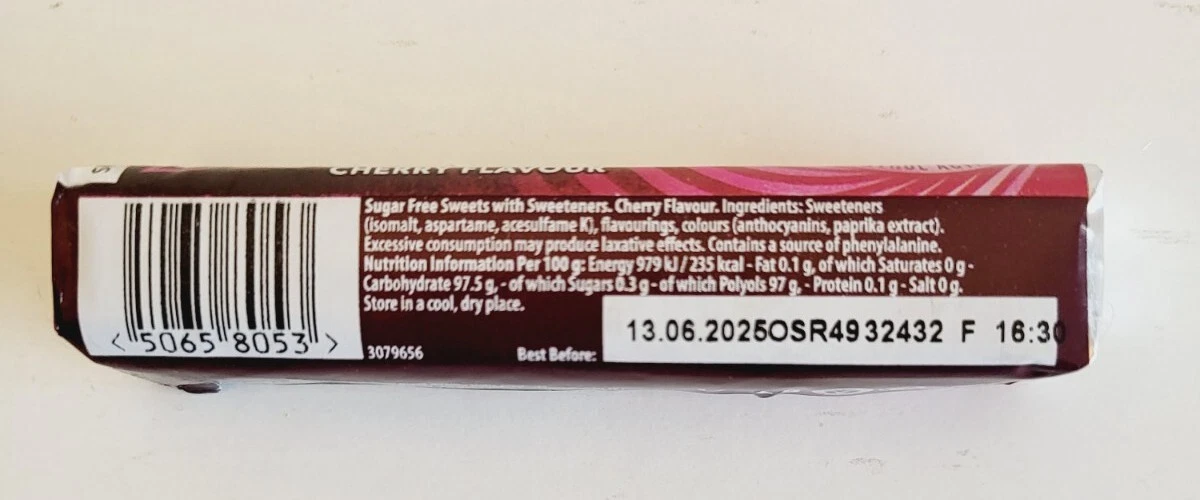 CHERRY FLAVOUR
Sugar Free Sweets with Sweeteners. Cherry Flavour. Ingredients: Sweeteners
(isomalt, aspartame, acesulfame K), flavourings, colours (anthocyanins, paprika extract).
Excessive consumption may produce laxative effects. Contains a source of phenylalanine.
Nutrition Information Per 100 g: Energy 979 kJ / 235 kcal - Fat 0.1 g, of which Saturates 0 g -
Carbohydrate 97.5 g, - of which Sugars 0.3 g - of which Polyols 97 g, - Protein 0.1 g - Salt 0 g.
Store in a cool, dry place.
<5065 8053>
3079656
Best Before:
13.06.2025OSR4932432 F 16:30